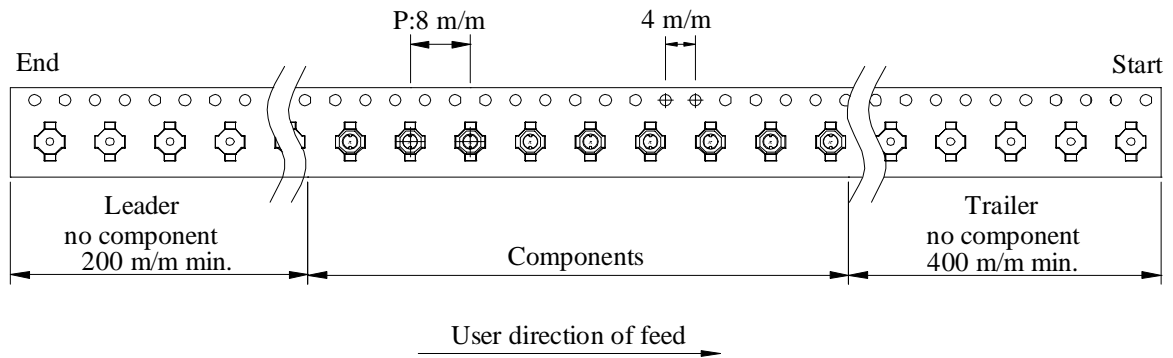 P:8 m/m
4 m/m
End
Start
Leader
no component
200 m/m min.
Components
Trailer
no component
400 m/m min.
User direction of feed